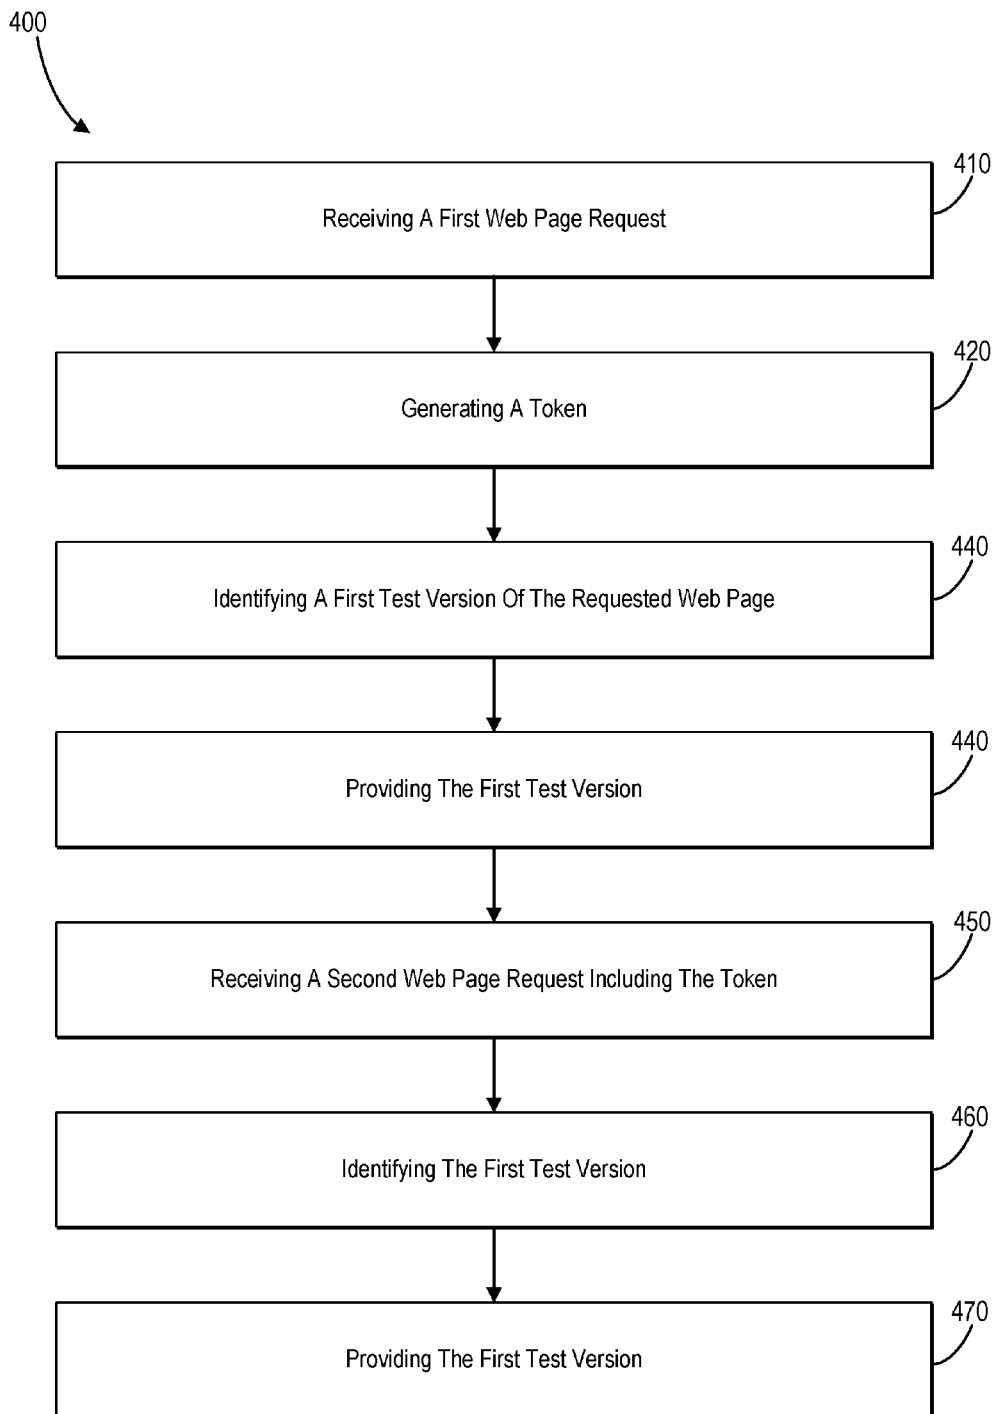 400
410
Receiving A First Web Page Request
420
Generating A Token
440
Identifying A First Test Version Of The Requested Web Page
440
Providing The First Test Version
450
Receiving A Second Web Page Request Including The Token
460
Identifying The First Test Version
470
Providing The First Test Version